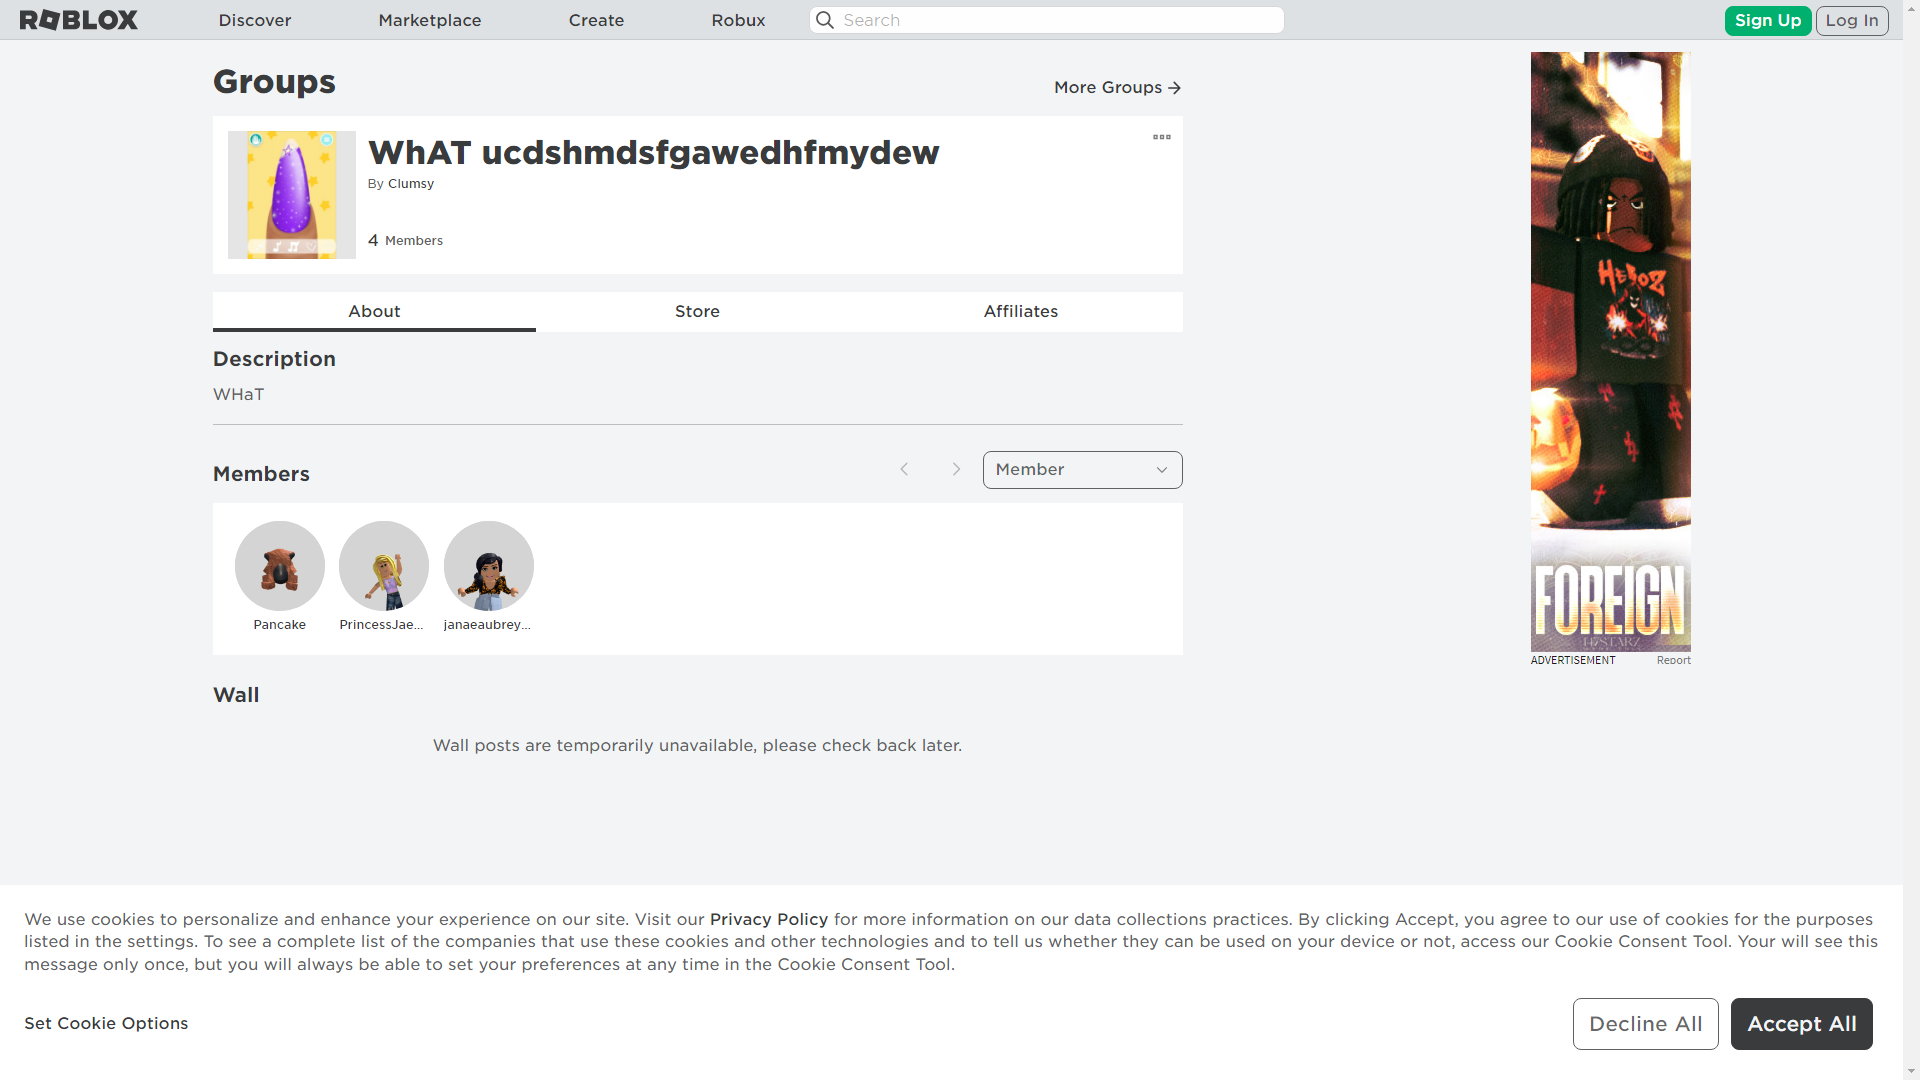 ROBLOX Discover Marketplace Create Robux Search Sign Up Log In
Groups
More Groups
WhAT ucdshmdsfgawedhfmydew
By Clumsy
4 Members
About Store Affiliates
Description
WHaT
Members
Member
Pancake PrincessJae... janaeaubrey...
Wall
Wall posts are temporarily unavailable, please check back later.
HEROZ
FOREIGN
ADVERTISEMENT Report
We use cookies to personalize and enhance your experience on our site. Visit our Privacy Policy for more information on our data collections practices. By clicking Accept, you agree to our use of cookies for the purposes
listed in the settings. To see a complete list of the companies that use these cookies and other technologies and to tell us whether they can be used on your device or not, access our Cookie Consent Tool. Your will see this
message only once, but you will always be able to set your preferences at any time in the Cookie Consent Tool.
Set Cookie Options
Decline All Accept All